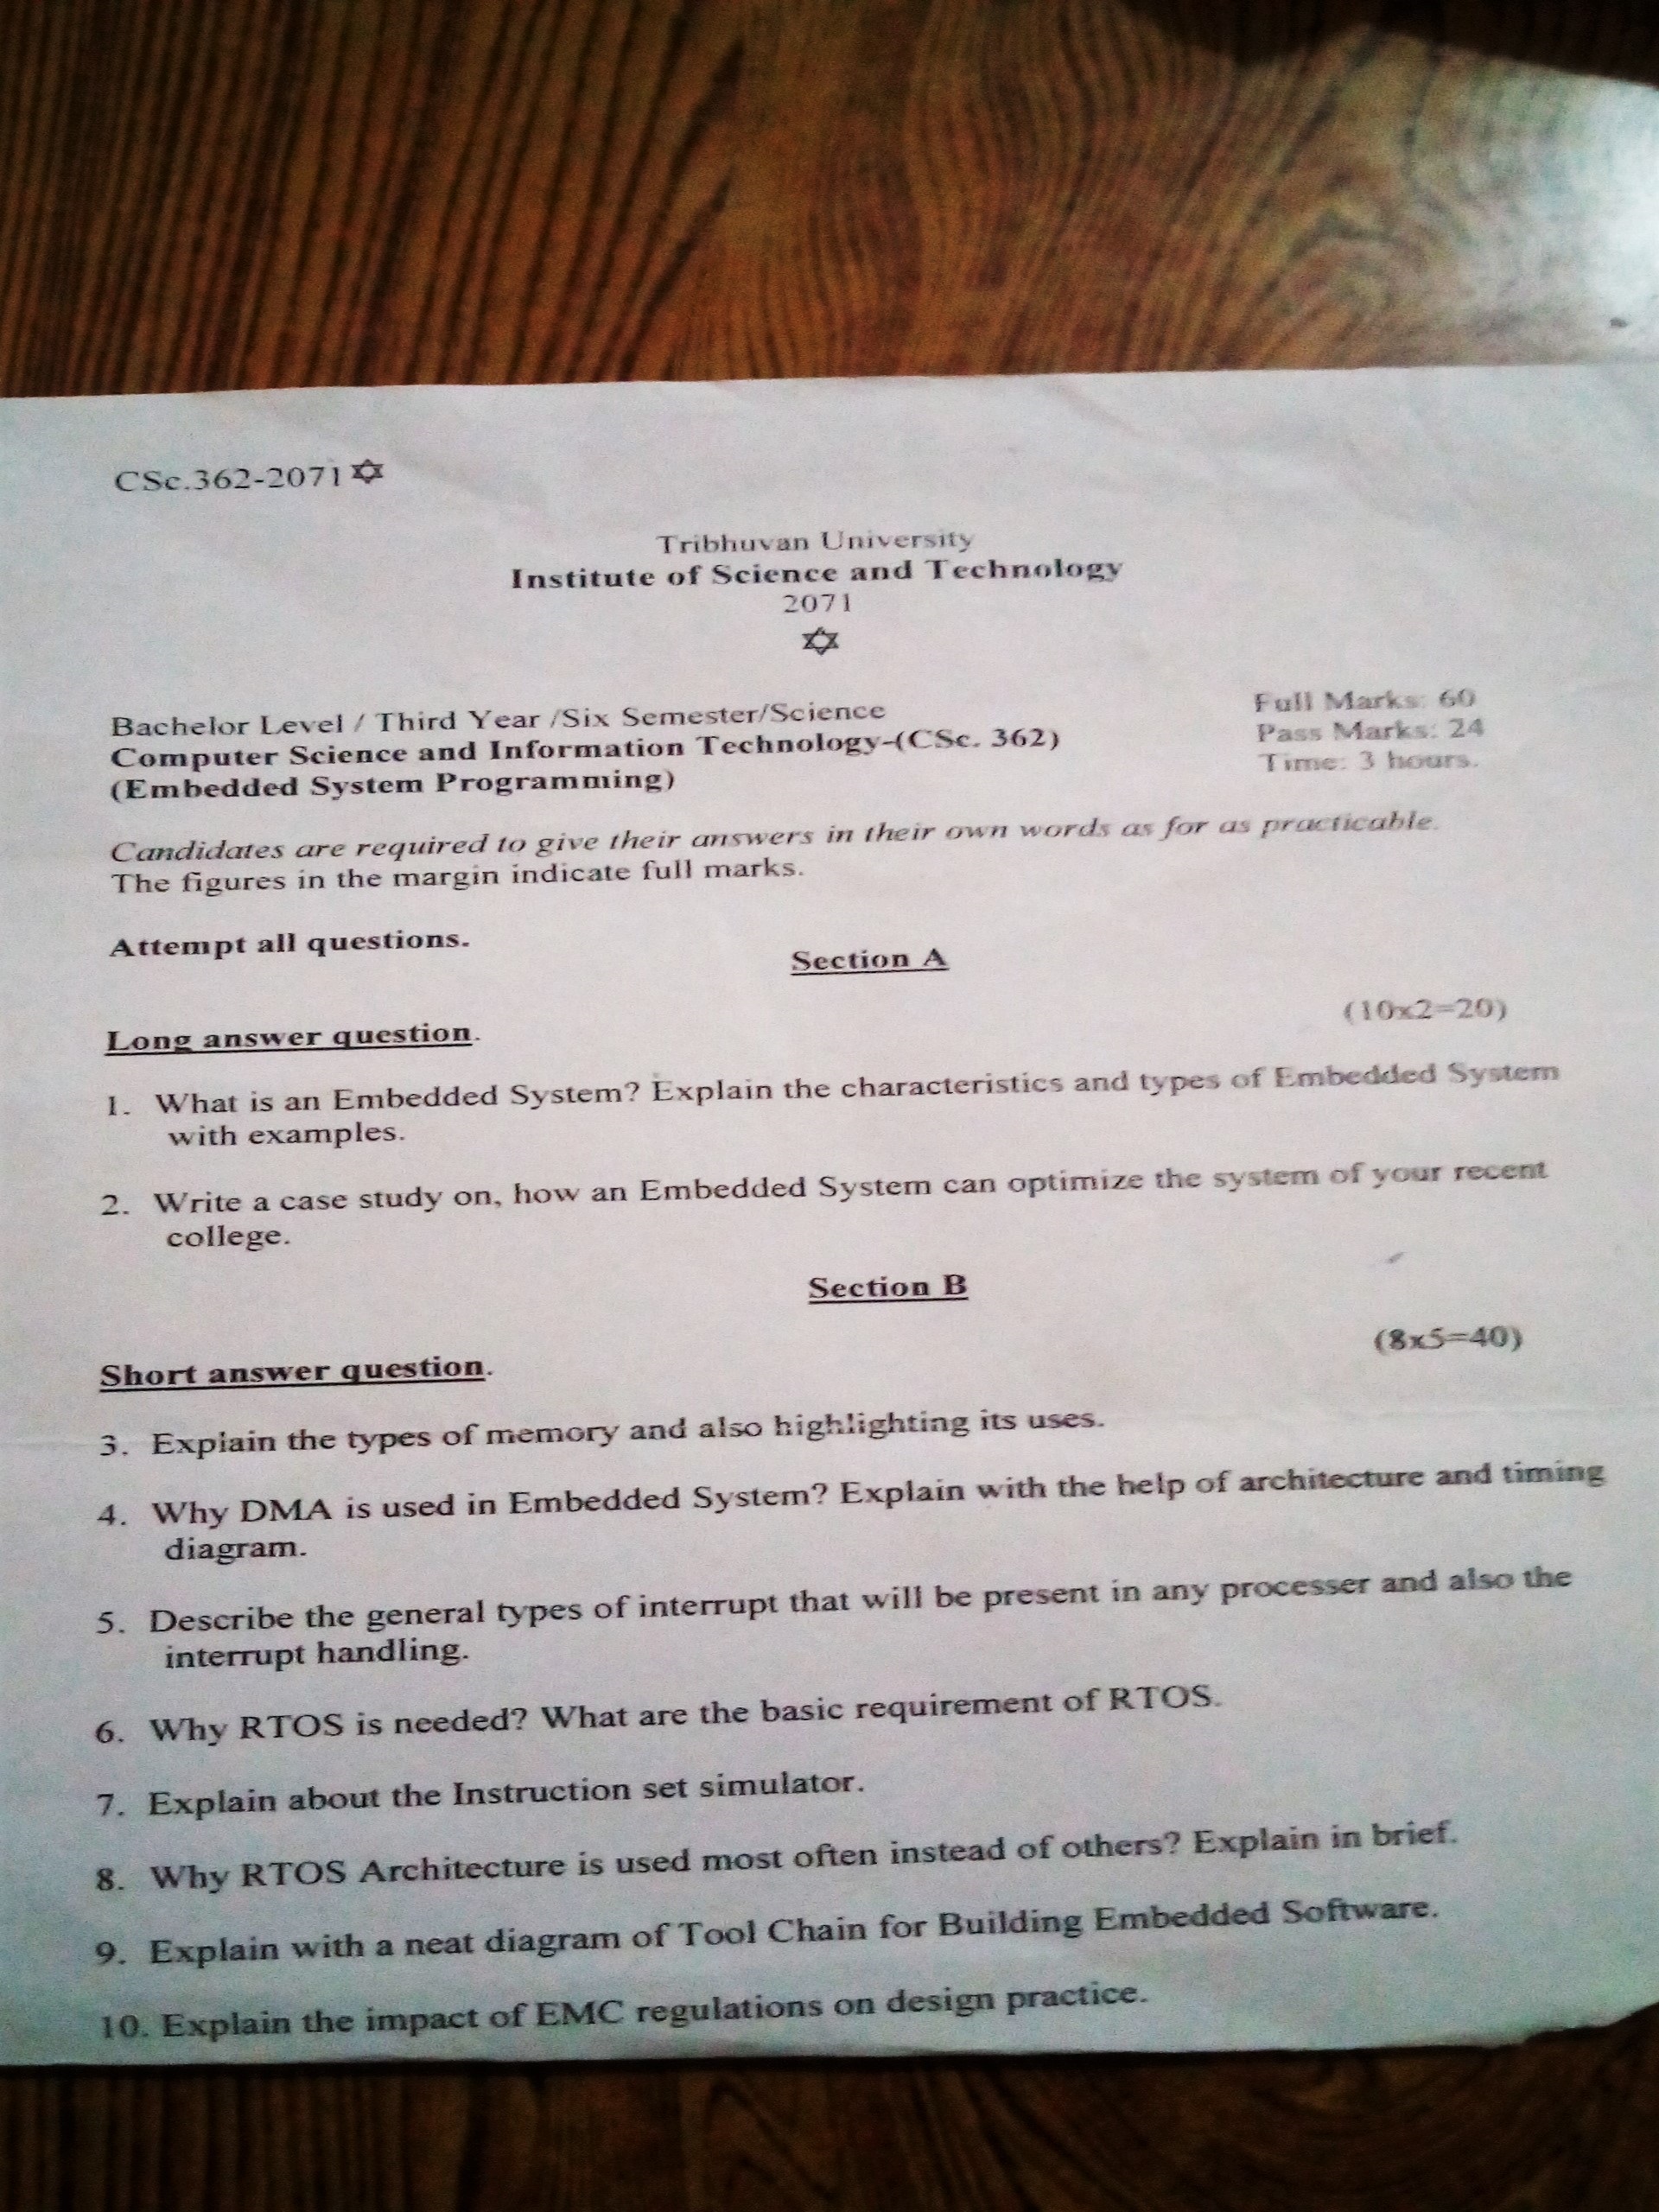 CSc.362-2071✡
Tribhuvan University
Institute of Science and Technology
2071
✡
Bachelor Level / Third Year /Six Semester/Science
Computer Science and Information Technology-(CSc. 362)
(Embedded System Programming)
Full Marks: 60
Pass Marks: 24
Time: 3 hours.
Candidates are required to give their answers in their own words as for as practicable.
The figures in the margin indicate full marks.
Attempt all questions.
Section A
Long answer question.
(10x2=20)
1. What is an Embedded System? Explain the characteristics and types of Embedded System
with examples.
2. Write a case study on, how an Embedded System can optimize the system of your recent
college.
Section B
Short answer question.
(8x5=40)
3. Explain the types of memory and also highlighting its uses.
4. Why DMA is used in Embedded System? Explain with the help of architecture and timing
diagram.
5. Describe the general types of interrupt that will be present in any processer and also the
interrupt handling.
6. Why RTOS is needed? What are the basic requirement of RTOS.
7. Explain about the Instruction set simulator.
8. Why RTOS Architecture is used most often instead of others? Explain in brief.
9. Explain with a neat diagram of Tool Chain for Building Embedded Software.
10. Explain the impact of EMC regulations on design practice.